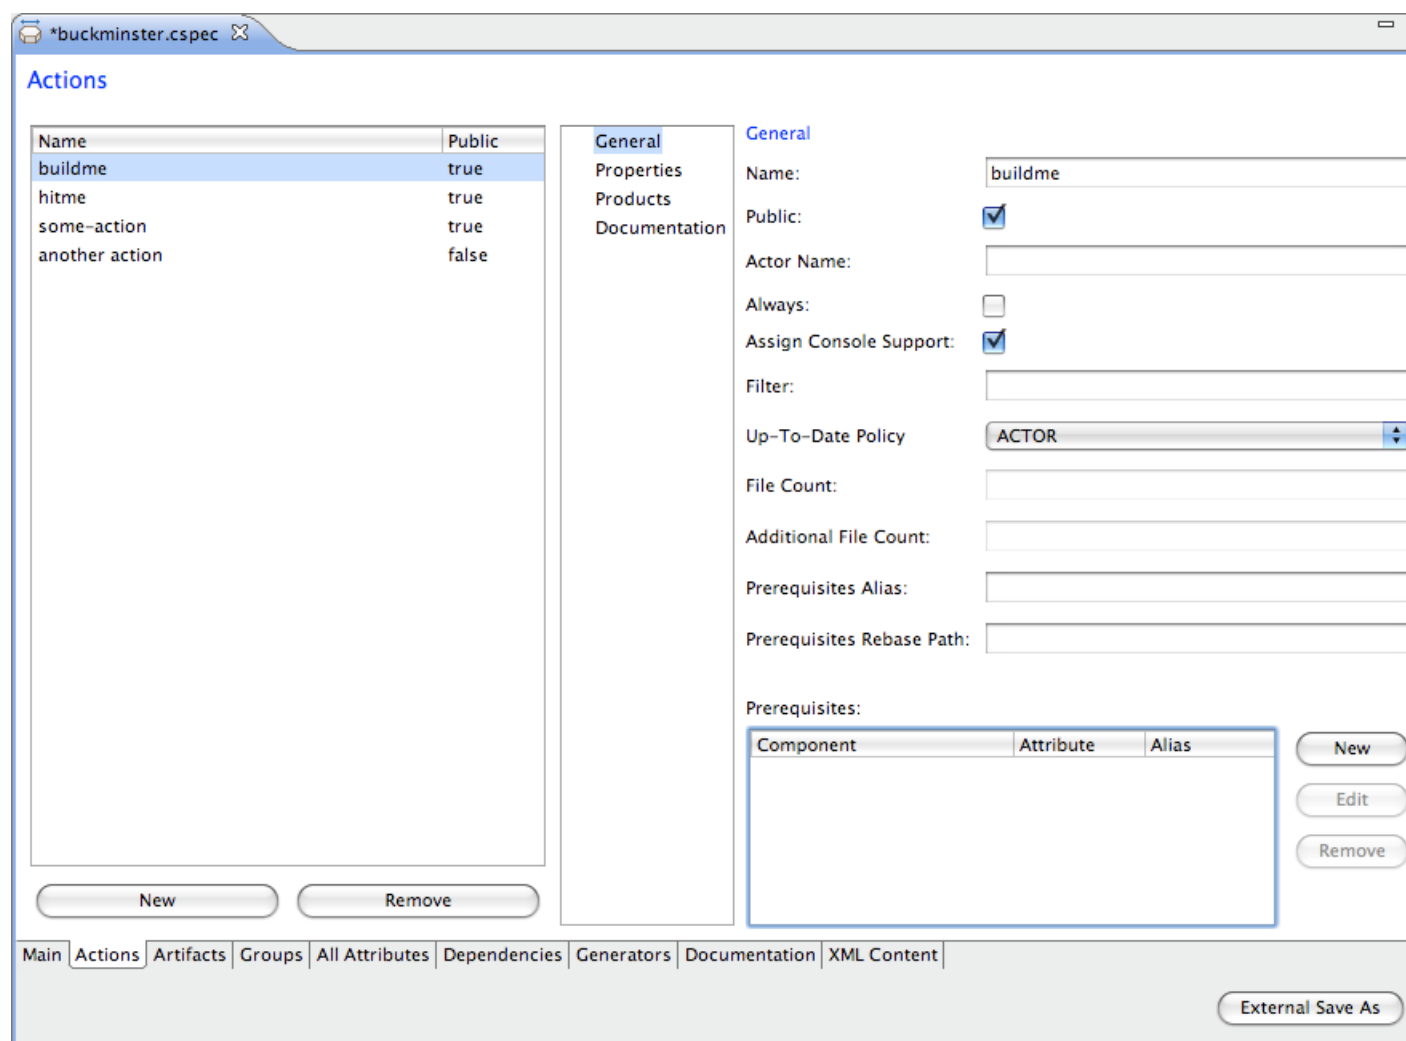 *buckminster.cspec
Actions
Name Public
buildme true
hitme true
some-action true
another action false
New Remove
General
Properties
Products
Documentation
General
Name: buildme
Public:
Actor Name:
Always:
Assign Console Support:
Filter:
Up-To-Date Policy ACTOR
File Count:
Additional File Count:
Prerequisites Alias:
Prerequisites Rebase Path:
Prerequisites:
Component Attribute Alias
New
Edit
Remove
Main Actions Artifacts Groups All Attributes Dependencies Generators Documentation XML Content
External Save As